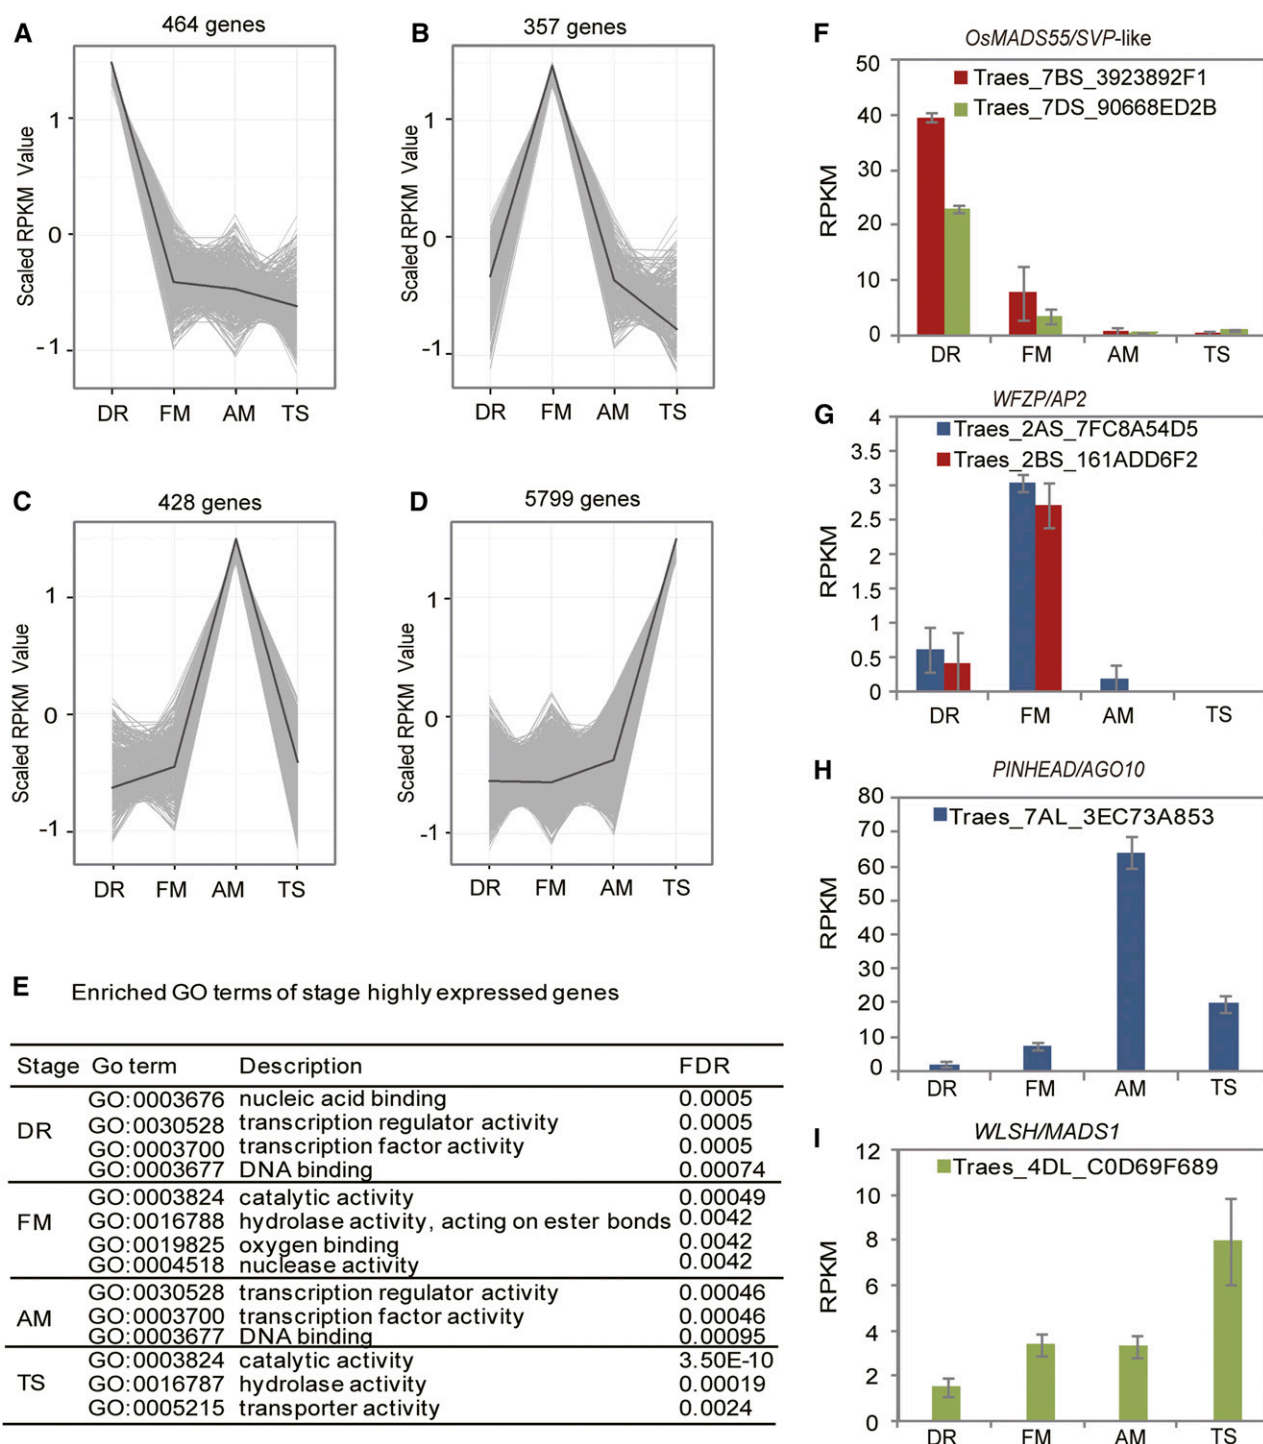 A
464 genes
Scaled RPKM Value
1
0
-1
DR FM AM TS
B
357 genes
Scaled RPKM Value
1
0
-1
DR FM AM TS
C
428 genes
Scaled RPKM Value
1
0
-1
DR FM AM TS
D
5799 genes
Scaled RPKM Value
1
0
-1
DR FM AM TS
E Enriched GO terms of stage highly expressed genes
Stage Go term Description FDR
DR
GO:0003676 nucleic acid binding 0.0005
GO:0030528 transcription regulator activity 0.0005
GO:0003700 transcription factor activity 0.0005
GO:0003677 DNA binding 0.00074
FM
GO:0003824 catalytic activity 0.00049
GO:0016788 hydrolase activity, acting on ester bonds 0.0042
GO:0019825 oxygen binding 0.0042
GO:0004518 nuclease activity 0.0042
AM
GO:0030528 transcription regulator activity 0.00046
GO:0003700 transcription factor activity 0.00046
GO:0003677 DNA binding 0.00095
TS
GO:0003824 catalytic activity 3.50E-10
GO:0016787 hydrolase activity 0.00019
GO:0005215 transporter activity 0.0024
F
OsMADS55/SVP-like
Traes_7BS_3923892F1
Traes_7DS_90668ED2B
RPKM
50
40
30
20
10
0
DR FM AM TS
G
WFZP/AP2
Traes_2AS_7FC8A54D5
Traes_2BS_161ADD6F2
RPKM
4
3.5
3
2.5
2
1.5
1
0.5
0
DR FM AM TS
H
PINHEAD/AGO10
Traes_7AL_3EC73A853
RPKM
80
70
60
50
40
30
20
10
0
DR FM AM TS
I
WLSH/MADS1
Traes_4DL_C0D69F689
RPKM
12
10
8
6
4
2
0
DR FM AM TS